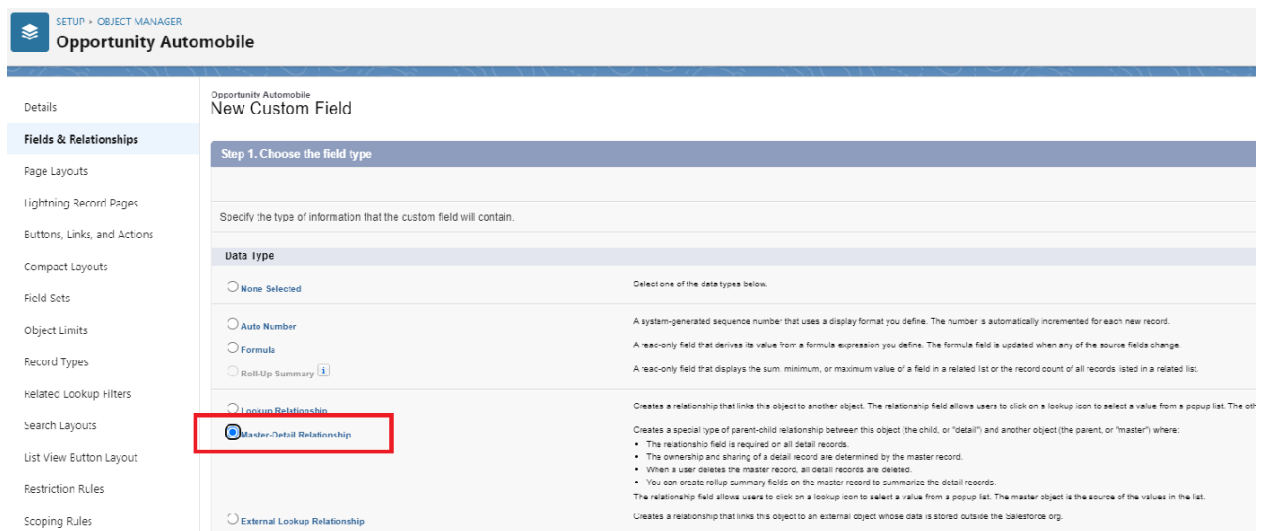 SETUP > OBJECT MANAGER
Opportunity Automobile
Details
Fields & Relationships
Page Layouts
Lightning Record Pages
Buttons, Links, and Actions
Compact Layouts
Field Sets
Object Limits
Record Types
Related Lookup Filters
Search Layouts
List View Button Layout
Restriction Rules
Scoping Rules
Opportunity Automobile
New Custom Field
Step 1. Choose the field type
Specify the type of information that the custom field will contain.
Data Type
None Selected
Select one of the data types below.
Auto Number
A system-generated sequence number that uses a display format you define. The number is automatically incremented for each new record.
Formula
A read-only field that derives its value from a formula expression you define. The formula field is updated when any of the source fields change.
Roll-Up Summary i
A read-only field that displays the sum, minimum, or maximum value of a field in a related list or the record count of all records listed in a related list.
Lookup Relationship
Creates a relationship that links this object to another object. The relationship field allows users to click on a lookup icon to select a value from a popup list. The oth
Master-Detail Relationship
Creates a special type of parent-child relationship between this object (the child, or "detail") and another object (the parent, or "master") where:
• The relationship field is required on all detail records.
• The ownership and sharing of a detail record are determined by the master record.
• When a user deletes the master record, all detail records are deleted.
• You can create rollup summary fields on the master record to summarize the detail records.
The relationship field allows users to click on a lookup icon to select a value from a popup list. The master object is the source of the values in the list.
External Lookup Relationship
Creates a relationship that links this object to an external object whose data is stored outside the Salesforce org.